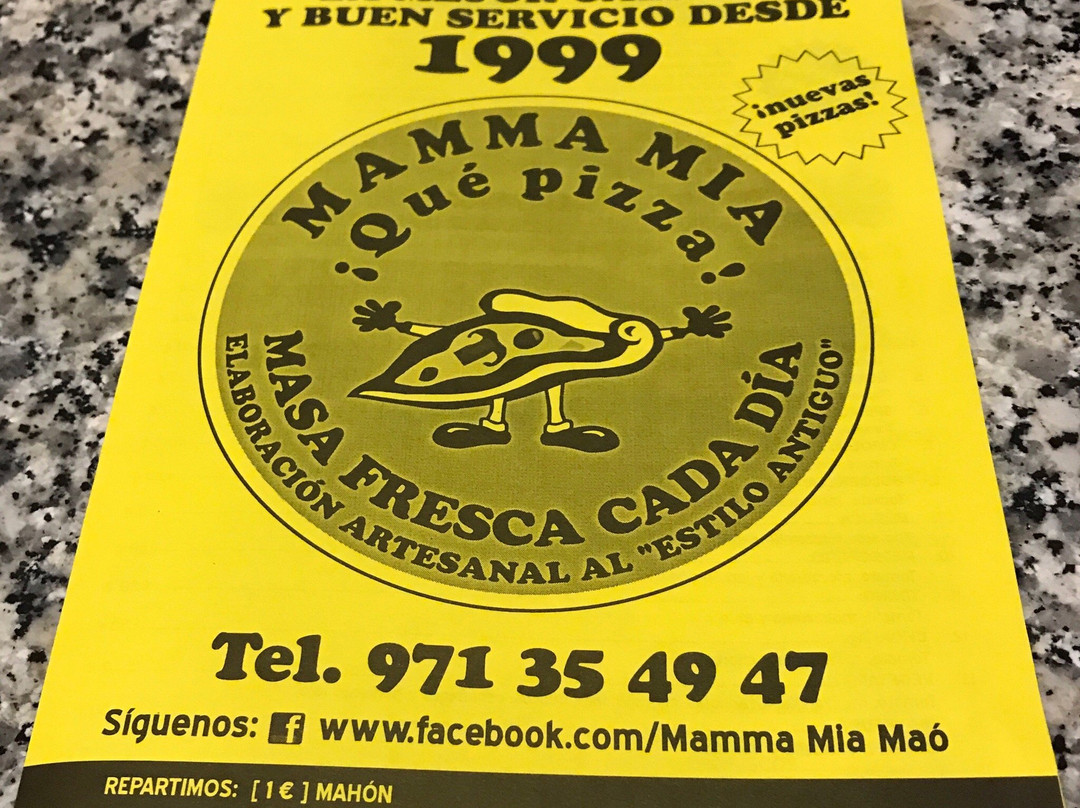 Y BUEN SERVICIO DESDE
1999
¡nuevas
pizzas!
MAMMA MIA
¡Qué pizza!
MASA FRESCA CADA DÍA
ELABORACIÓN ARTESANAL AL "ESTILO ANTIGUO"
Tel. 971 35 49 47
Síguenos: f www.facebook.com/Mamma Mia Maó
REPARTIMOS: [ 1 € ] MAHÓN